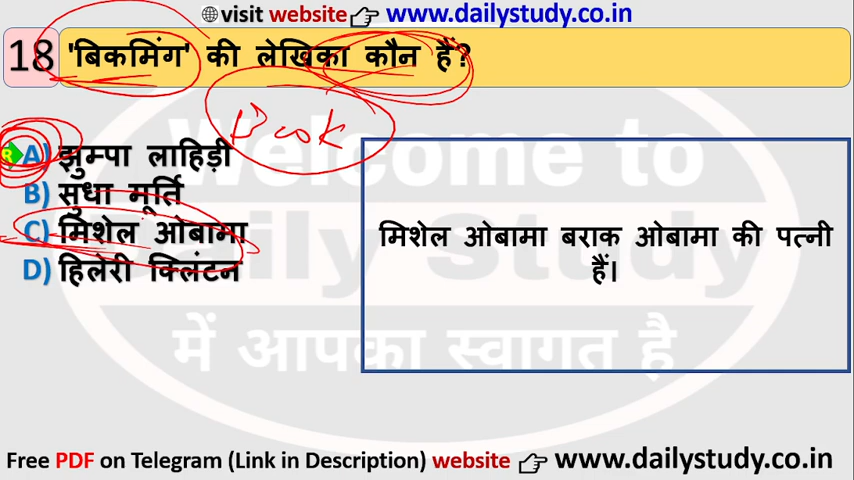 visit website www.dailystudy.co.in
18 'बिकमिंग' की लेखिका कौन हैं?
Book
R A) झुम्पा लाहिड़ी
B) सुधा मूर्ति
C) मिशेल ओबामा
D) हिलेरी क्लिंटन
मिशेल ओबामा बराक ओबामा की पत्नी
हैं।
Welcome to
Daily Study
में आपका स्वागत है
Free PDF on Telegram (Link in Description) website www.dailystudy.co.in